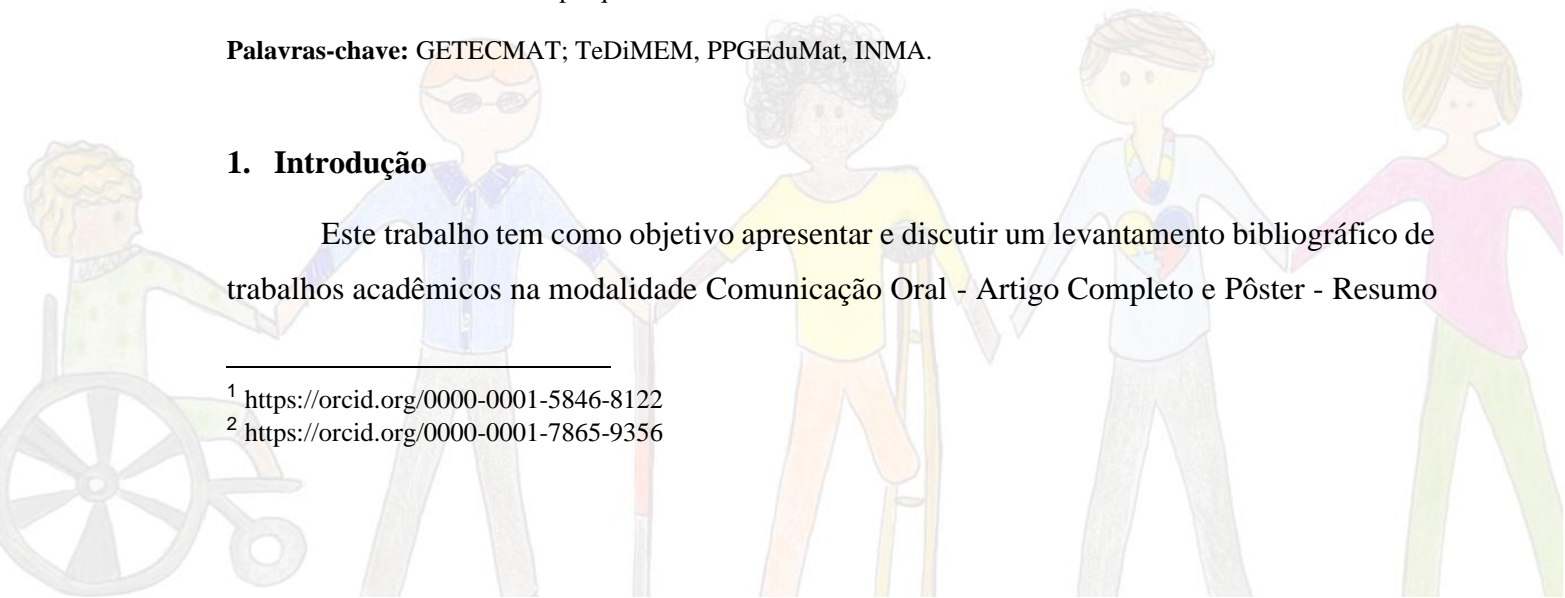 Palavras-chave: GETECMAT; TeDiMEM, PPGEduMat, INMA.
1. Introdução
Este trabalho tem como objetivo apresentar e discutir um levantamento bibliográfico de
trabalhos acadêmicos na modalidade Comunicação Oral - Artigo Completo e Pôster - Resumo
1 https://orcid.org/0000-0001-5846-8122
2 https://orcid.org/0000-0001-7865-9356